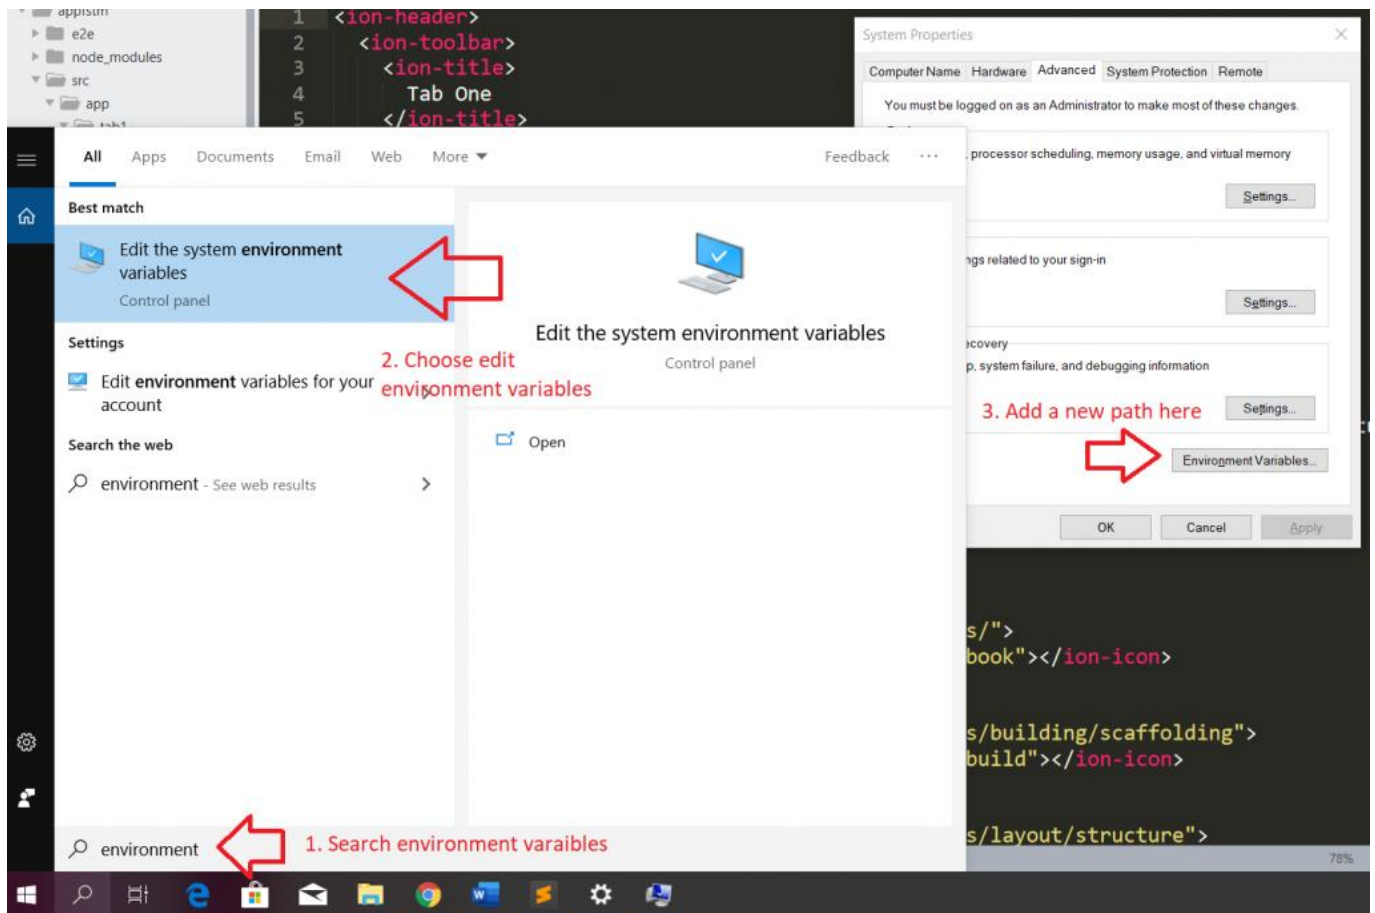 appfstm
e2e
node_modules
src
app
tab1
1 <ion-header>
2 <ion-toolbar>
3 <ion-title>
4 Tab One
5 </ion-title>
System Properties
Computer Name Hardware Advanced System Protection Remote
You must be logged on as an Administrator to make most of these changes.
, processor scheduling, memory usage, and virtual memory
Settings...
ngs related to your sign-in
Settings...
ecovery
p, system failure, and debugging information
3. Add a new path here
Settings...
Environment Variables...
OK Cancel Apply
All Apps Documents Email Web More Feedback ...
Best match
Edit the system environment
variables
Control panel
Settings
Edit environment variables for your
account
Search the web
environment - See web results
2. Choose edit
environment variables
Edit the system environment variables
Control panel
Open
s/">
book"></ion-icon>
s/building/scaffolding">
build"></ion-icon>
s/layout/structure">
78%
environment
1. Search environment varaibles